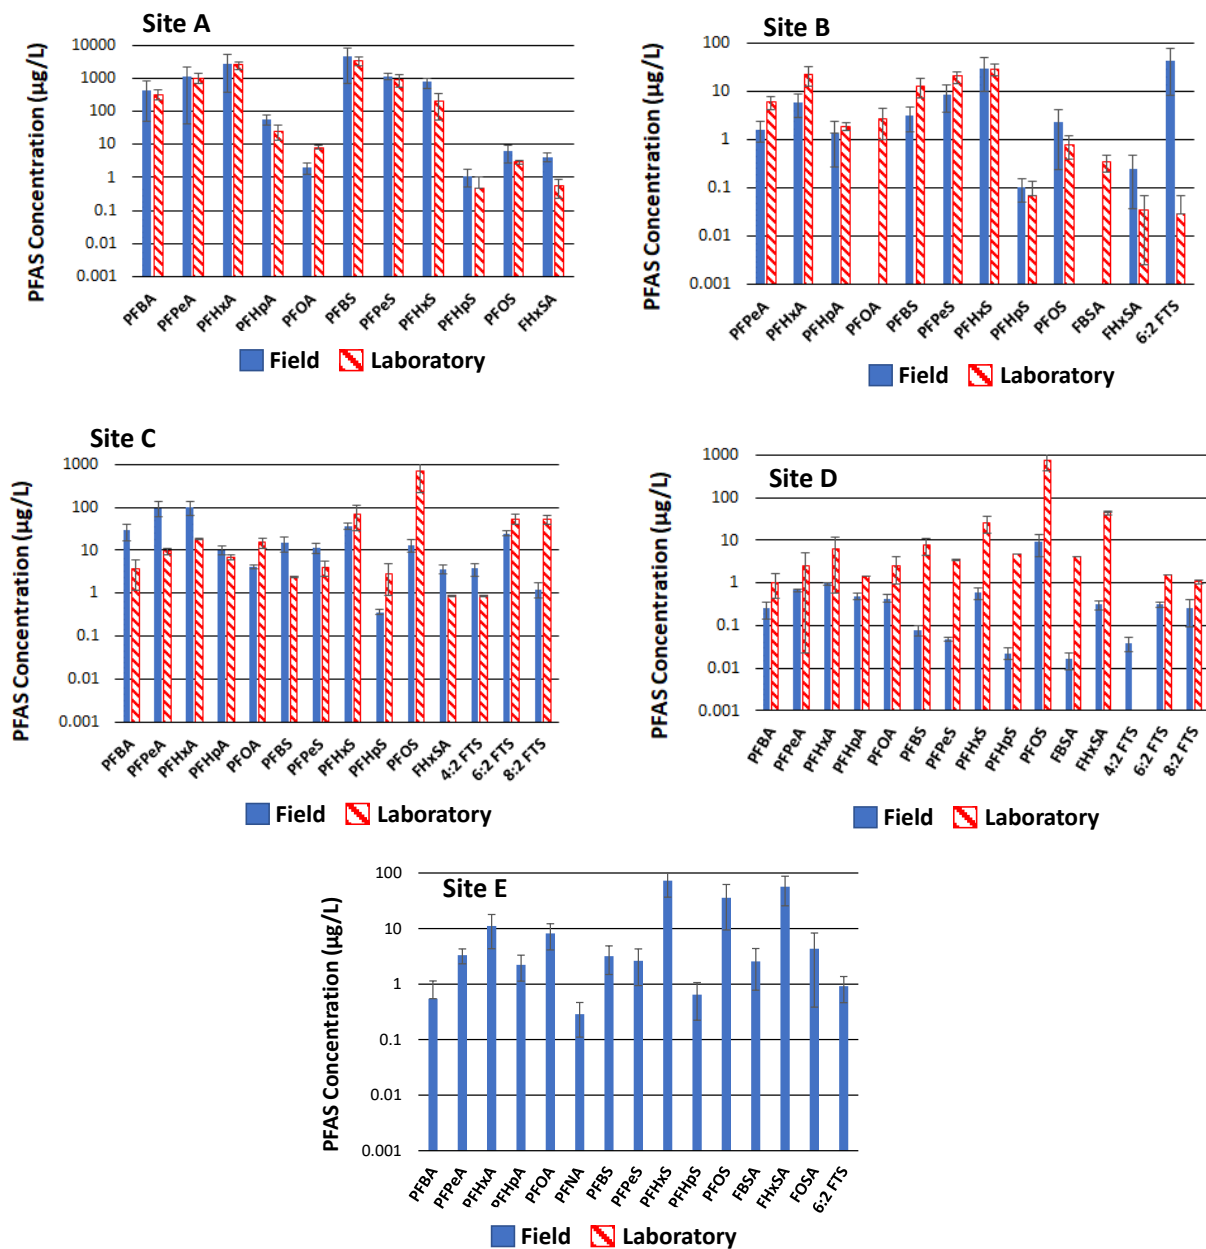 Site A
PFAS Concentration (µg/L)
10000
1000
100
10
1
0.1
0.01
0.001
PFBA
PFPeA
PFHxA
PFHpA
PFOA
PFBS
PFPeS
PFHxS
PFHpS
PFOS
FHxSA
Field
Laboratory
Site B
PFAS Concentration (µg/L)
100
10
1
0.1
0.01
0.001
PFPeA
PFHxA
PFHpA
PFOA
PFBS
PFPeS
PFHxS
PFHpS
PFOS
FBSA
FHxSA
6:2 FTS
Field
Laboratory
Site C
PFAS Concentration (µg/L)
1000
100
10
1
0.1
0.01
0.001
PFBA
PFPeA
PFHxA
PFHpA
PFOA
PFBS
PFPeS
PFHxS
PFHpS
PFOS
FHxSA
4:2 FTS
6:2 FTS
8:2 FTS
Field
Laboratory
Site D
PFAS Concentration (µg/L)
1000
100
10
1
0.1
0.01
0.001
PFBA
PFPeA
PFHxA
PFHpA
PFOA
PFBS
PFPeS
PFHxS
PFHpS
PFOS
FBSA
FHxSA
4:2 FTS
6:2 FTS
8:2 FTS
Field
Laboratory
Site E
PFAS Concentration (µg/L)
100
10
1
0.1
0.01
0.001
PFBA
PFPeA
PFHxA
PFHpA
PFOA
PFNA
PFBS
PFPeS
PFHxS
PFHpS
PFOS
FBSA
FHxSA
FOSA
6:2 FTS
Field
Laboratory